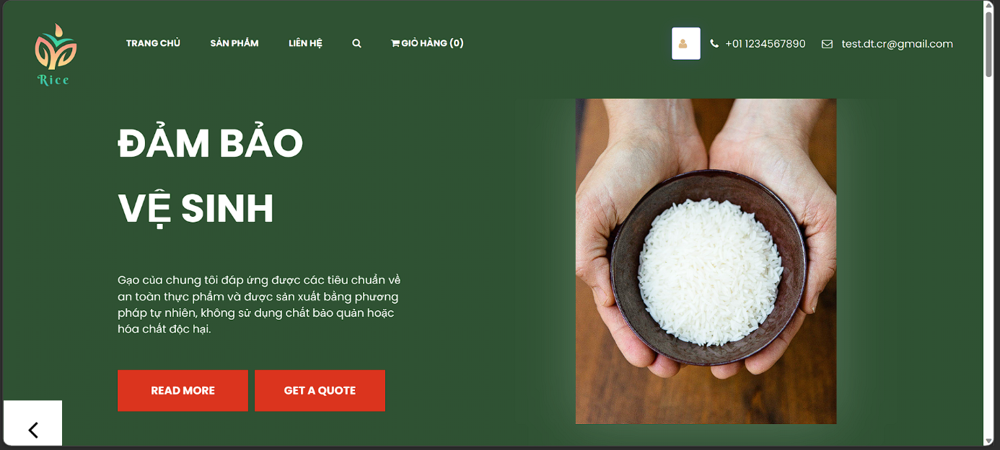 Rice
TRANG CHỦ
SẢN PHẨM
LIÊN HỆ
GIỎ HÀNG (0)
+01 1234567890
test.dt.cr@gmail.com
ĐẢM BẢO
VỆ SINH
Gạo của chung tôi đáp ứng được các tiêu chuẩn về
an toàn thực phẩm và được sản xuất bằng phương
pháp tự nhiên, không sử dụng chất bảo quản hoặc
hóa chất độc hại.
READ MORE
GET A QUOTE